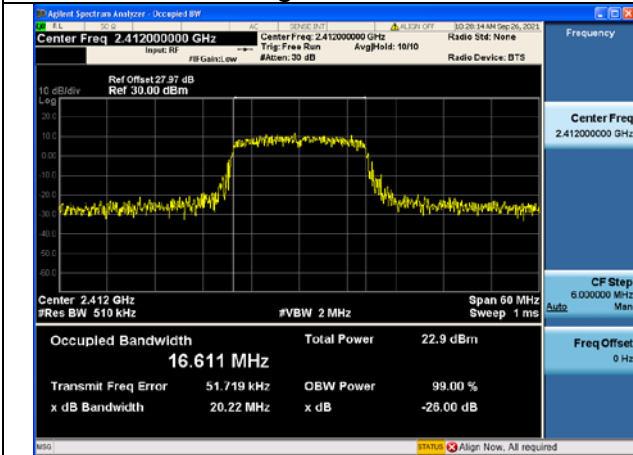 Agilent Spectrum Analyzer - Occupied BW
RL 50 Ω AC SENSE:INT ALIGN OFF 10:28:14 AM Sep 26, 2021
Center Freq 2.412000000 GHz Center Freq: 2.412000000 GHz Radio Std: None
Input: RF Trig: Free Run Avg|Hold: 10/10
#IFGain:Low #Atten: 30 dB Radio Device: BTS
Frequency
Ref Offset 27.97 dB
10 dB/div Ref 30.00 dBm
Log
20.0
10.0
0.00
-10.0
-20.0
-30.0
-40.0
-50.0
-60.0
Center Freq
2.412000000 GHz
Center 2.412 GHz Span 60 MHz
#Res BW 510 kHz #VBW 2 MHz Sweep 1 ms
CF Step
6.000000 MHz
Auto Man
Occupied Bandwidth Total Power 22.9 dBm
16.611 MHz
Transmit Freq Error 51.719 kHz OBW Power 99.00 %
x dB Bandwidth 20.22 MHz x dB -26.00 dB
Freq Offset
0 Hz
MSG STATUS Align Now, All required